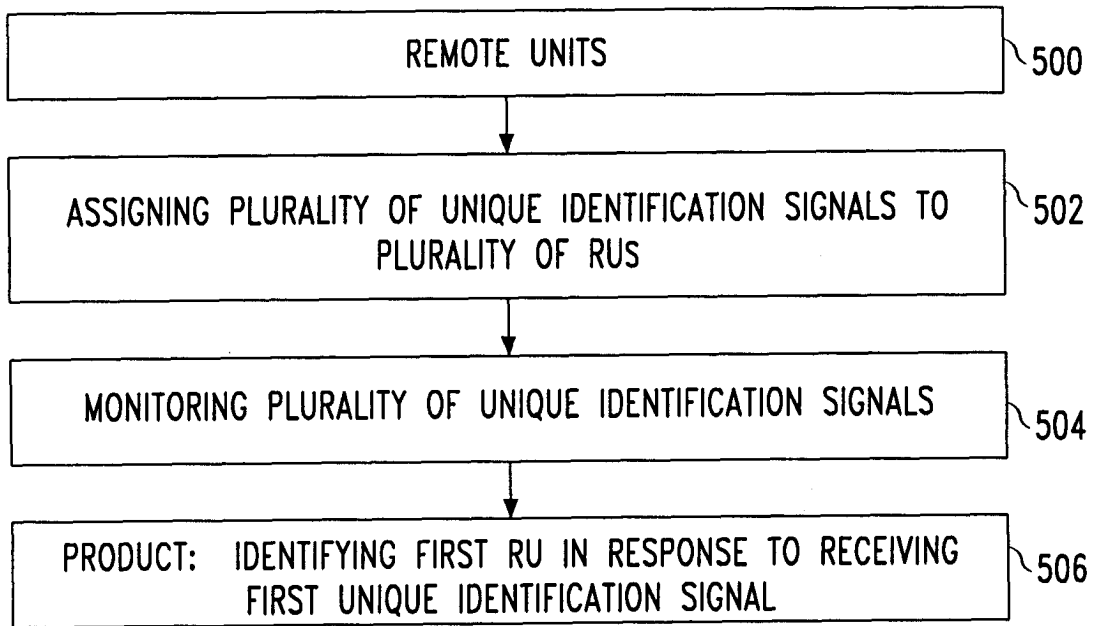 REMOTE UNITS
500
ASSIGNING PLURALITY OF UNIQUE IDENTIFICATION SIGNALS TO
PLURALITY OF RUs
502
MONITORING PLURALITY OF UNIQUE IDENTIFICATION SIGNALS
504
PRODUCT: IDENTIFYING FIRST RU IN RESPONSE TO RECEIVING
FIRST UNIQUE IDENTIFICATION SIGNAL
506